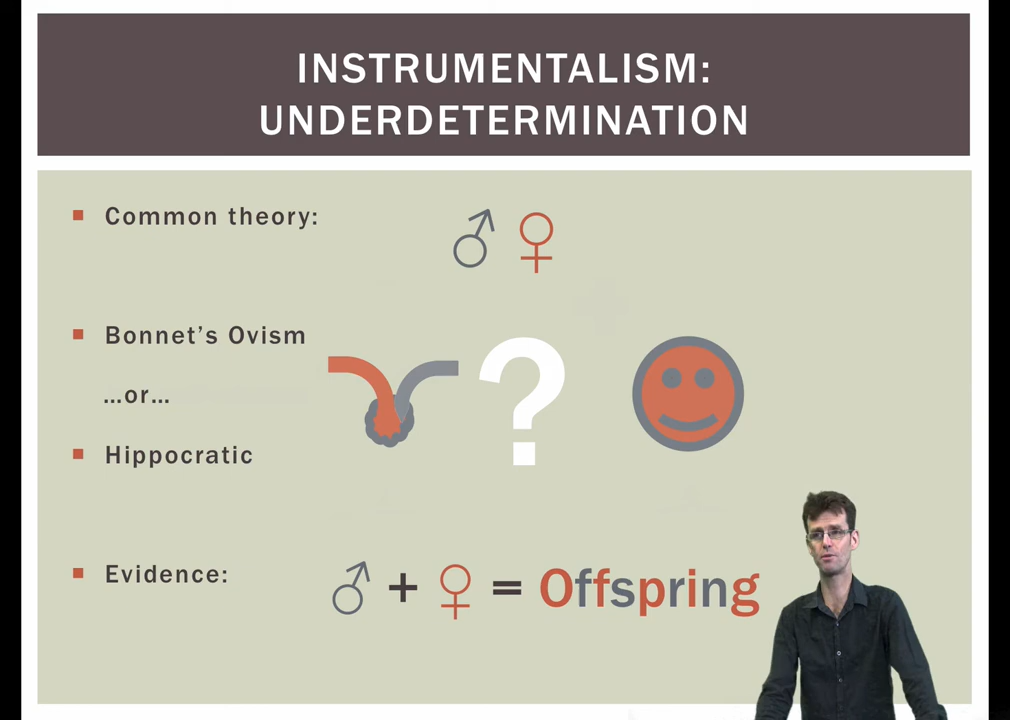 INSTRUMENTALISM:
UNDERDETERMINATION
Common theory: ♂ ♀
Bonnet's Ovism
...or...
?
Hippocratic
Evidence: ♂ + ♀ = Offspring